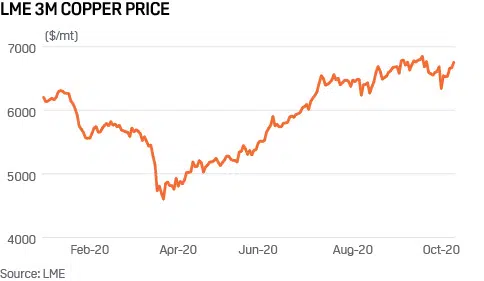 LME 3M COPPER PRICE
($/mt)
7000
6000
5000
4000
Feb-20 Apr-20 Jun-20 Aug-20 Oct-20
Source: LME